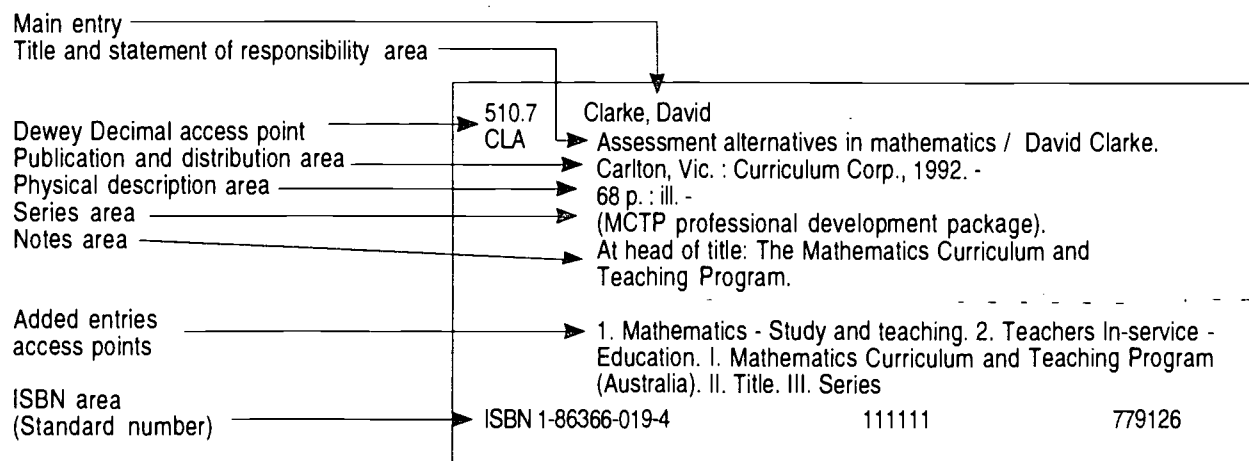 Main entry
Title and statement of responsibility area
Dewey Decimal access point
Publication and distribution area
Physical description area
Series area
Notes area
Added entries
access points
ISBN area
(Standard number)
510.7
CLA
Clarke, David
Assessment alternatives in mathematics / David Clarke.
Carlton, Vic. : Curriculum Corp., 1992. -
68 p. : ill. -
(MCTP professional development package).
At head of title: The Mathematics Curriculum and
Teaching Program.
1. Mathematics - Study and teaching. 2. Teachers In-service -
Education. I. Mathematics Curriculum and Teaching Program
(Australia). II. Title. III. Series
ISBN 1-86366-019-4 111111 779126